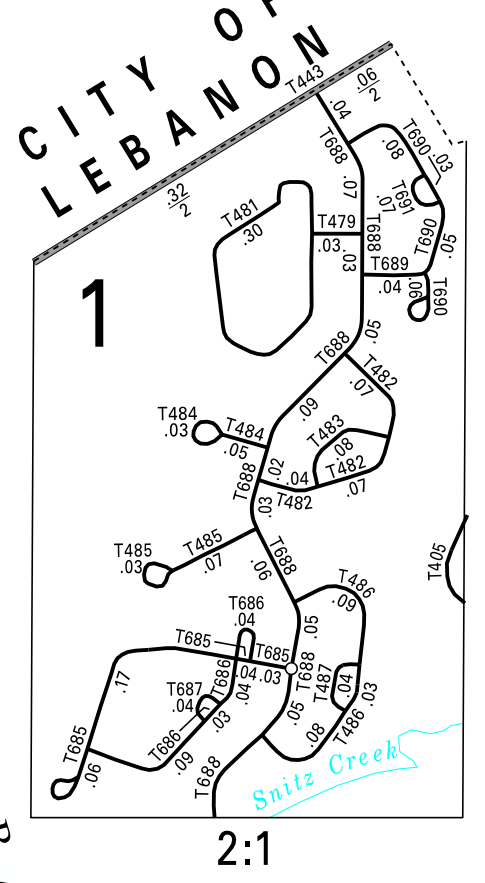 CITY OF
LEBANON
T443
.06
2
.04
T688
.08
T690
.03
32
2
T481
.30
.07
T691
.07
T479
.03
.03
T688
T690
.05
T689
.04
.06
T690
1
T688
.05
T482
.07
.09
T484
.03
T484
.05
T483
.08
T482
.07
.02
.04
T482
T688
.03
T405
T485
.03
T485
.07
T688
.06
T486
.09
T686
.04
.05
T685
T685
.04
.03
T688
T686
.04
T487
.04
.03
T486
.17
T687
.04
.03
T686
.05
.08
T685
.06
.09
T688
Snitz Creek
2:1